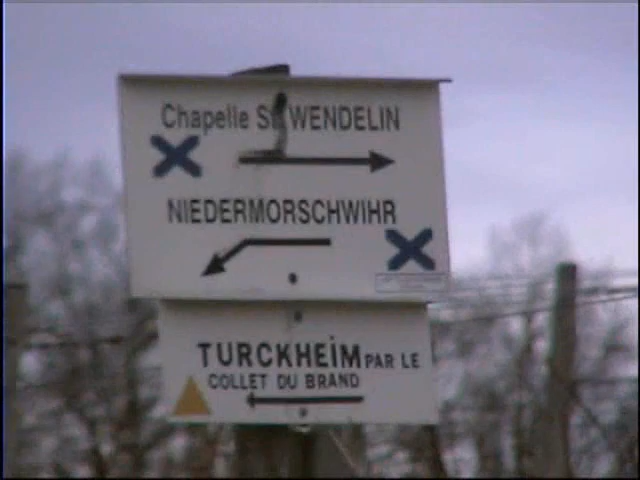 Chapelle St WENDELIN
NIEDERMORSCHWIHR
TURCKHEiM PAR LE
COLLET DU BRAND